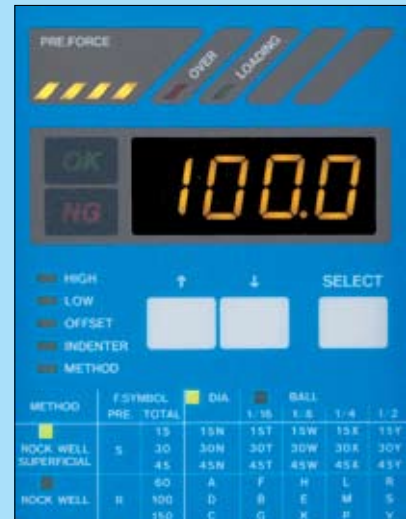 PRE.FORCE
OVER
LOADING
OK
NG
100.0
HIGH
LOW
OFFSET
INDENTER
METHOD
↑ ↓ SELECT
METHOD F.SYMBOL DIA BALL
PRE. TOTAL 1/16 1/8 1/4 1/2
ROCK WELL SUPERFICIAL S 15 15N 15T 15W 15X 15Y
30 30N 30T 30W 30X 30Y
45 45N 45T 45W 45X 45Y
ROCK WELL R 60 A F H L R
100 D B E M S
150 C G K P V